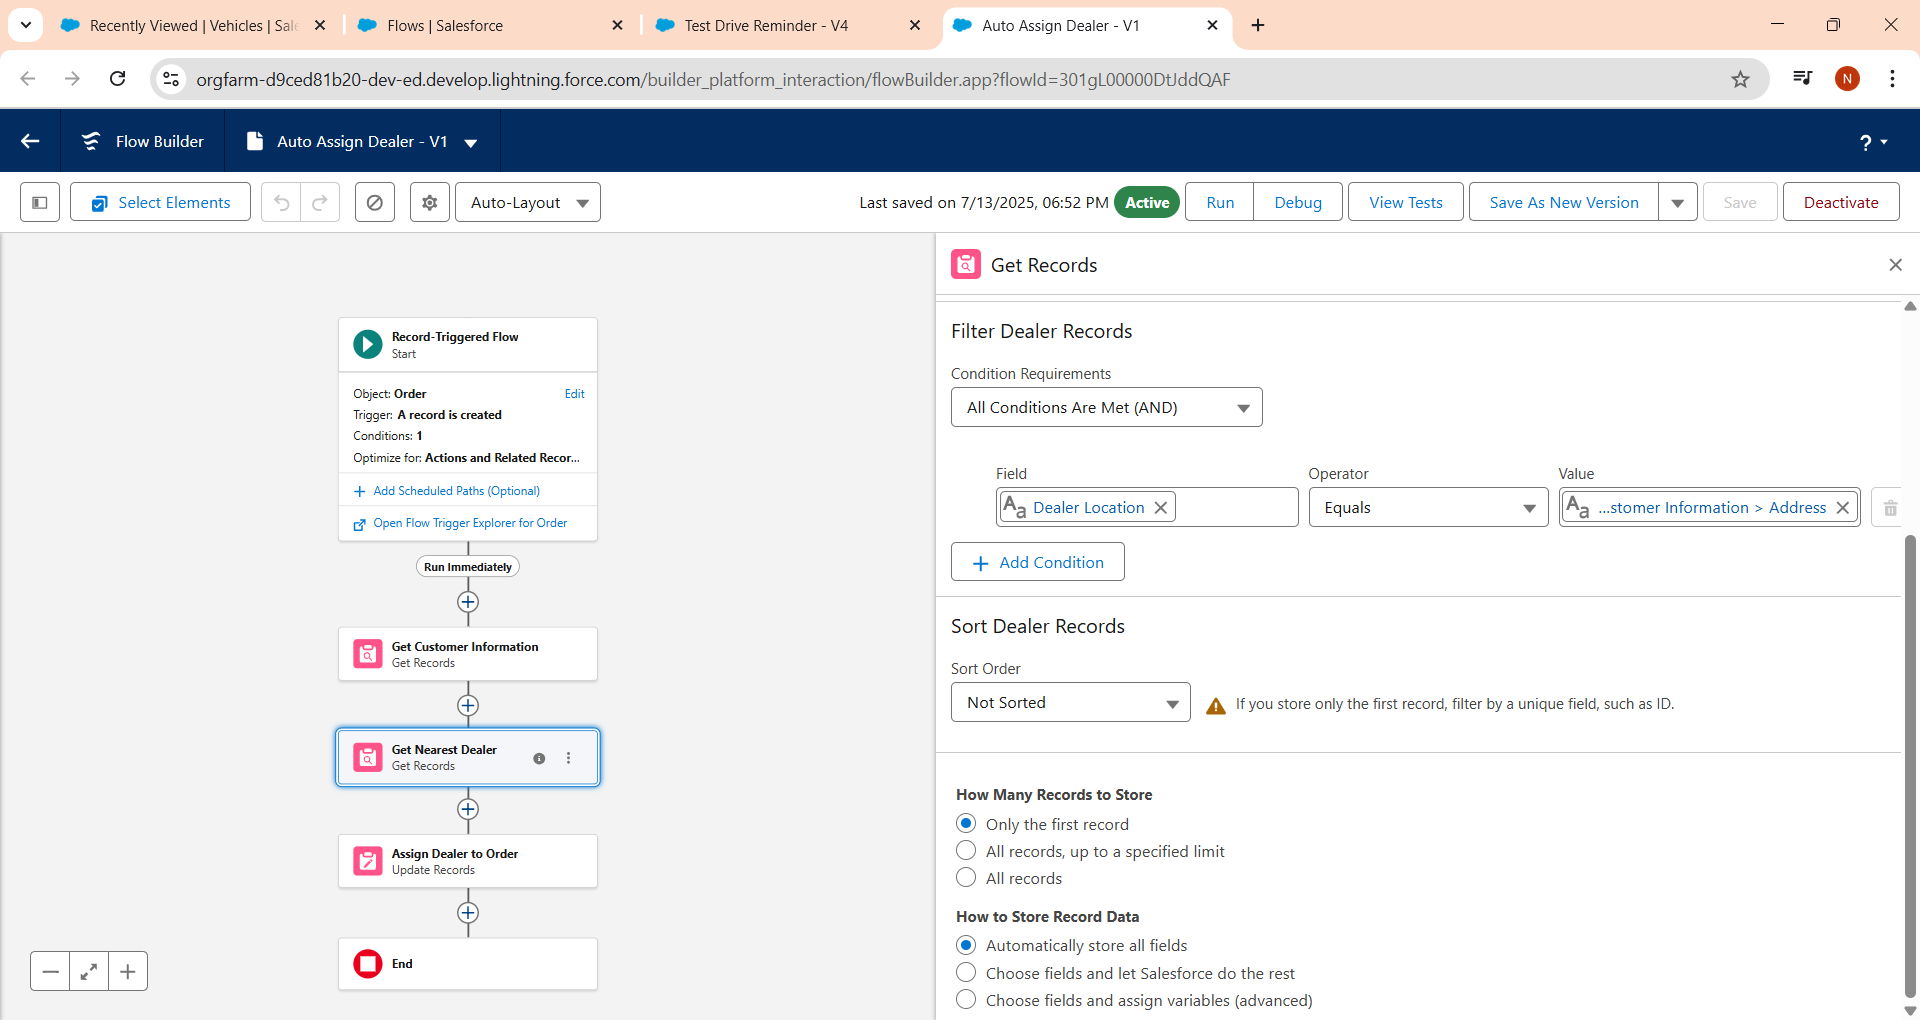 Recently Viewed | Vehicles | Sale
Flows | Salesforce
Test Drive Reminder - V4
Auto Assign Dealer - V1
orgfarm-d9ced81b20-dev-ed.develop.lightning.force.com/builder_platform_interaction/flowBuilder.app?flowId=301gL00000DtJddQAF
N
Flow Builder
Auto Assign Dealer - V1
?
Select Elements
Auto-Layout
Last saved on 7/13/2025, 06:52 PM
Active
Run
Debug
View Tests
Save As New Version
Save
Deactivate
Record-Triggered Flow
Start
Object: Order
Edit
Trigger: A record is created
Conditions: 1
Optimize for: Actions and Related Recor...
Add Scheduled Paths (Optional)
Open Flow Trigger Explorer for Order
Run Immediately
Get Customer Information
Get Records
Get Nearest Dealer
Get Records
Assign Dealer to Order
Update Records
End
Get Records
Filter Dealer Records
Condition Requirements
All Conditions Are Met (AND)
Field
Operator
Value
Aa Dealer Location
Equals
Aa ...stomer Information > Address
Add Condition
Sort Dealer Records
Sort Order
Not Sorted
If you store only the first record, filter by a unique field, such as ID.
How Many Records to Store
Only the first record
All records, up to a specified limit
All records
How to Store Record Data
Automatically store all fields
Choose fields and let Salesforce do the rest
Choose fields and assign variables (advanced)